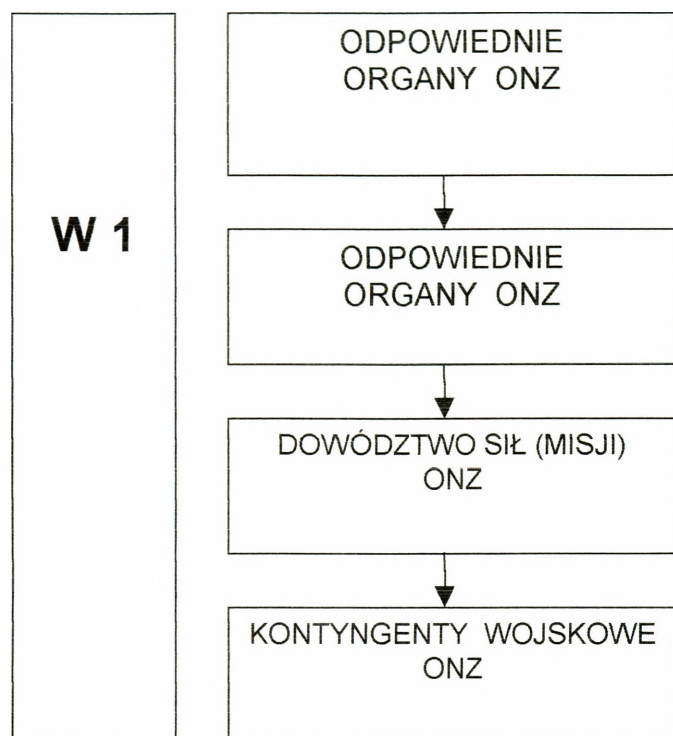 W 1
ODPOWIEDNIE
ORGANY ONZ
ODPOWIEDNIE
ORGANY ONZ
DOWÓDZTWO SIŁ (MISJI)
ONZ
KONTYNGENTY WOJSKOWE
ONZ